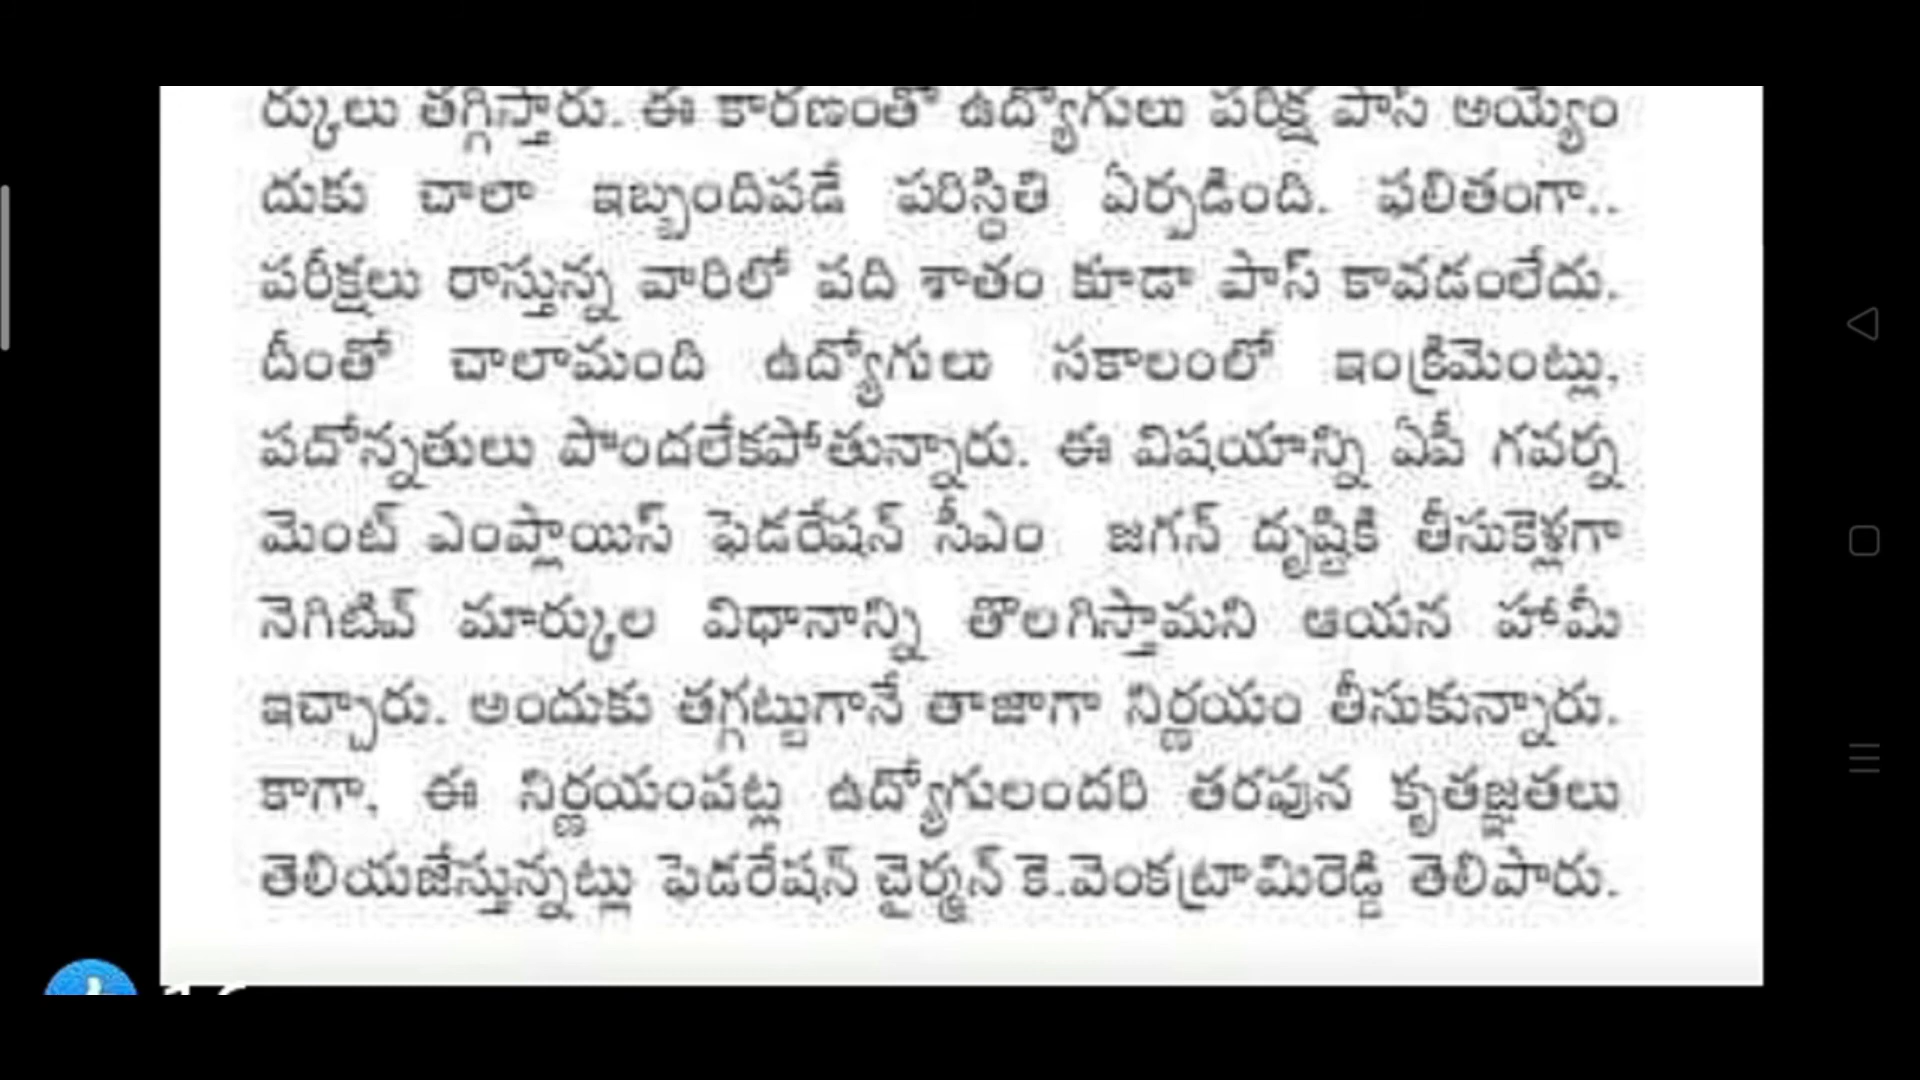 ర్కులు తగ్గిస్తారు. ఈ కారణంతో ఉద్యోగులు పరీక్ష పాస్ అయ్యేం
దుకు చాలా ఇబ్బందిపడే పరిస్థితి ఏర్పడింది. ఫలితంగా..
పరీక్షలు రాస్తున్న వారిలో పది శాతం కూడా పాస్ కావడంలేదు.
దీంతో చాలామంది ఉద్యోగులు సకాలంలో ఇంక్రిమెంట్లు,
పదోన్నతులు పొందలేకపోతున్నారు. ఈ విషయాన్ని ఏపీ గవర్న
మెంట్ ఎంప్లాయిస్ ఫెడరేషన్ సీఎం జగన్ దృష్టికి తీసుకెళ్లగా
నెగిటివ్ మార్కుల విధానాన్ని తొలగిస్తామని ఆయన హామీ
ఇచ్చారు. అందుకు తగ్గట్టుగానే తాజాగా నిర్ణయం తీసుకున్నారు.
కాగా, ఈ నిర్ణయంపట్ల ఉద్యోగులందరి తరపున కృతజ్ఞతలు
తెలియజేస్తున్నట్లు ఫెడరేషన్ చైర్మన్ కె.వెంకట్రామిరెడ్డి తెలిపారు.